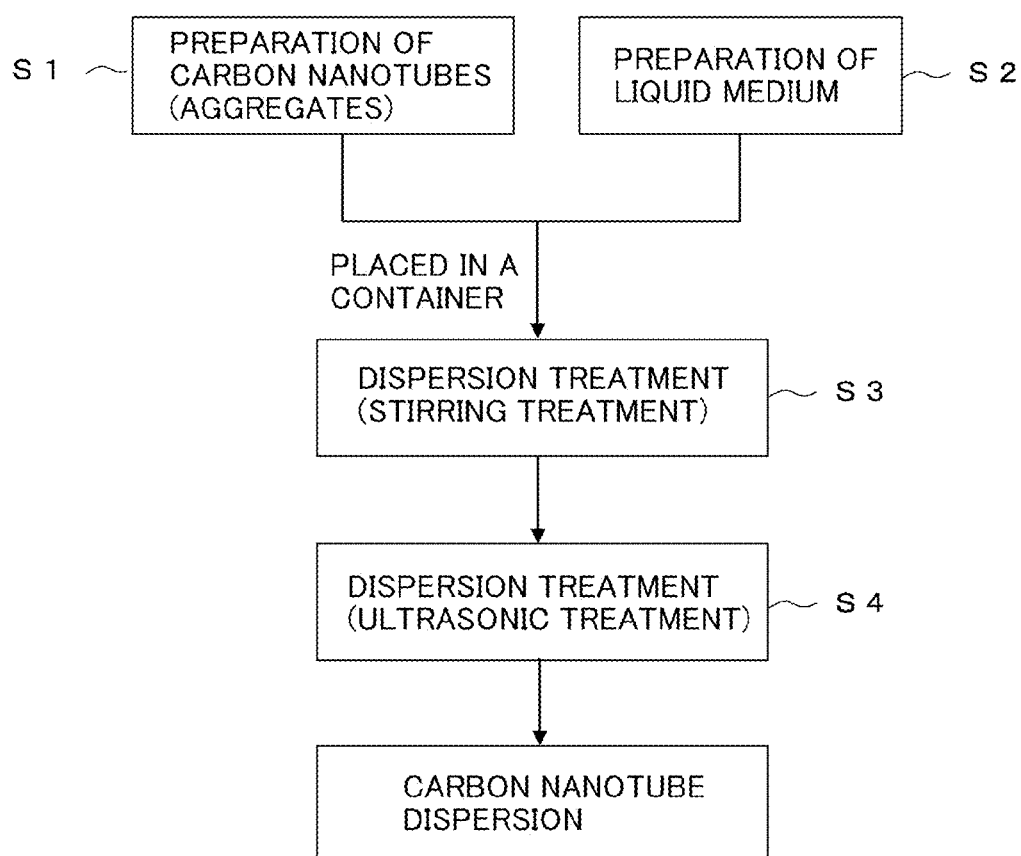 S 1
PREPARATION OF
CARBON NANOTUBES
(AGGREGATES)
PREPARATION OF
LIQUID MEDIUM
S 2
PLACED IN A
CONTAINER
DISPERSION TREATMENT
(STIRRING TREATMENT)
S 3
DISPERSION TREATMENT
(ULTRASONIC TREATMENT)
S 4
CARBON NANOTUBE
DISPERSION